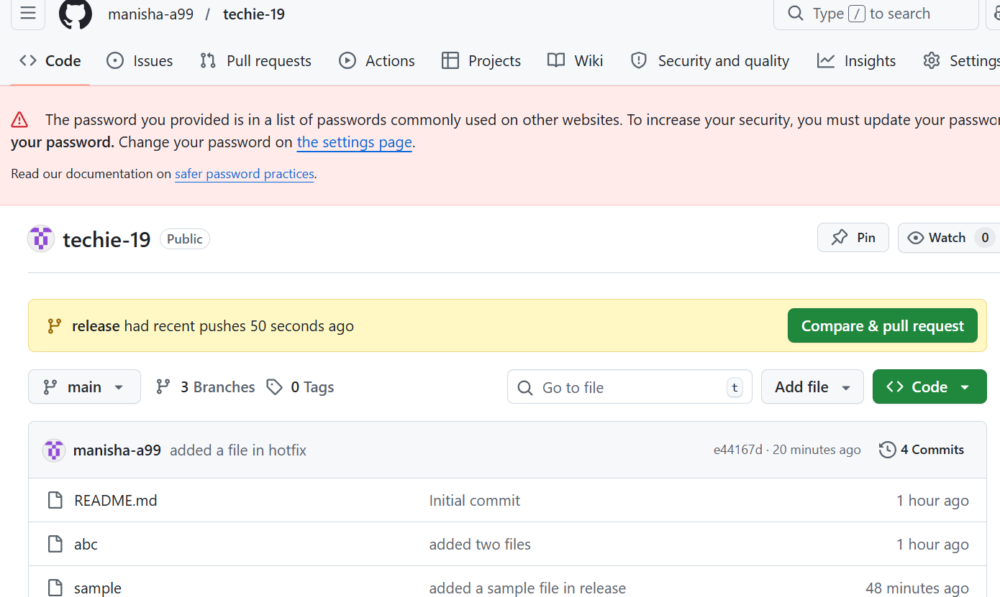 manisha-a99 / techie-19
Type / to search
Code Issues Pull requests Actions Projects Wiki Security and quality Insights Settings
The password you provided is in a list of passwords commonly used on other websites. To increase your security, you must update your passwor
your password. Change your password on the settings page.
Read our documentation on safer password practices.
techie-19 Public Pin Watch 0
release had recent pushes 50 seconds ago Compare & pull request
main 3 Branches 0 Tags Go to file t Add file Code
manisha-a99 added a file in hotfix e44167d · 20 minutes ago 4 Commits
README.md Initial commit 1 hour ago
abc added two files 1 hour ago
sample added a sample file in release 48 minutes ago